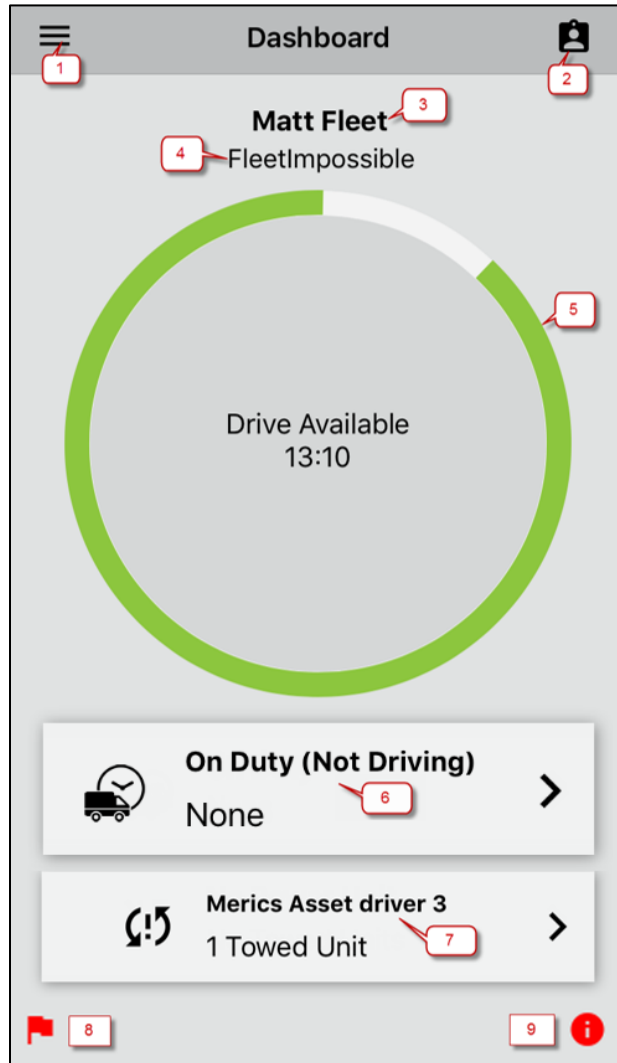 Dashboard
1
2
Matt Fleet
3
4
FleetImpossible
5
Drive Available
13:10
On Duty (Not Driving)
6
None
Merics Asset driver 3
1 Towed Unit
7
8
9
i